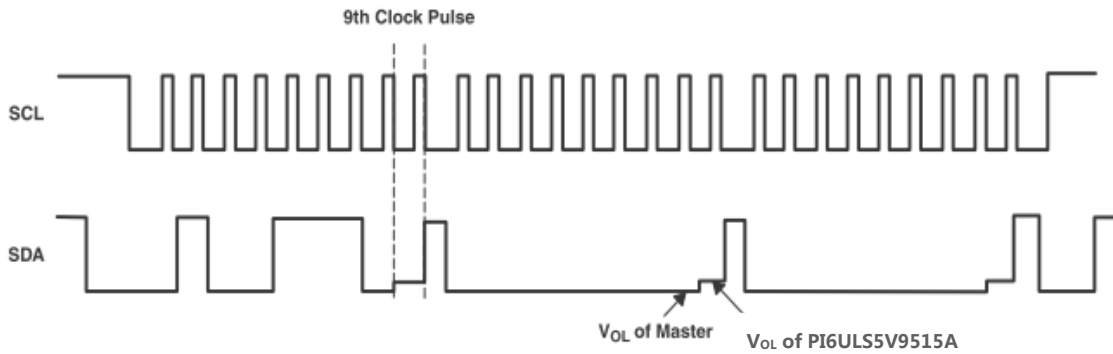 9th Clock Pulse
SCL
SDA
VOL of Master
VOL of PI6ULS5V9515A